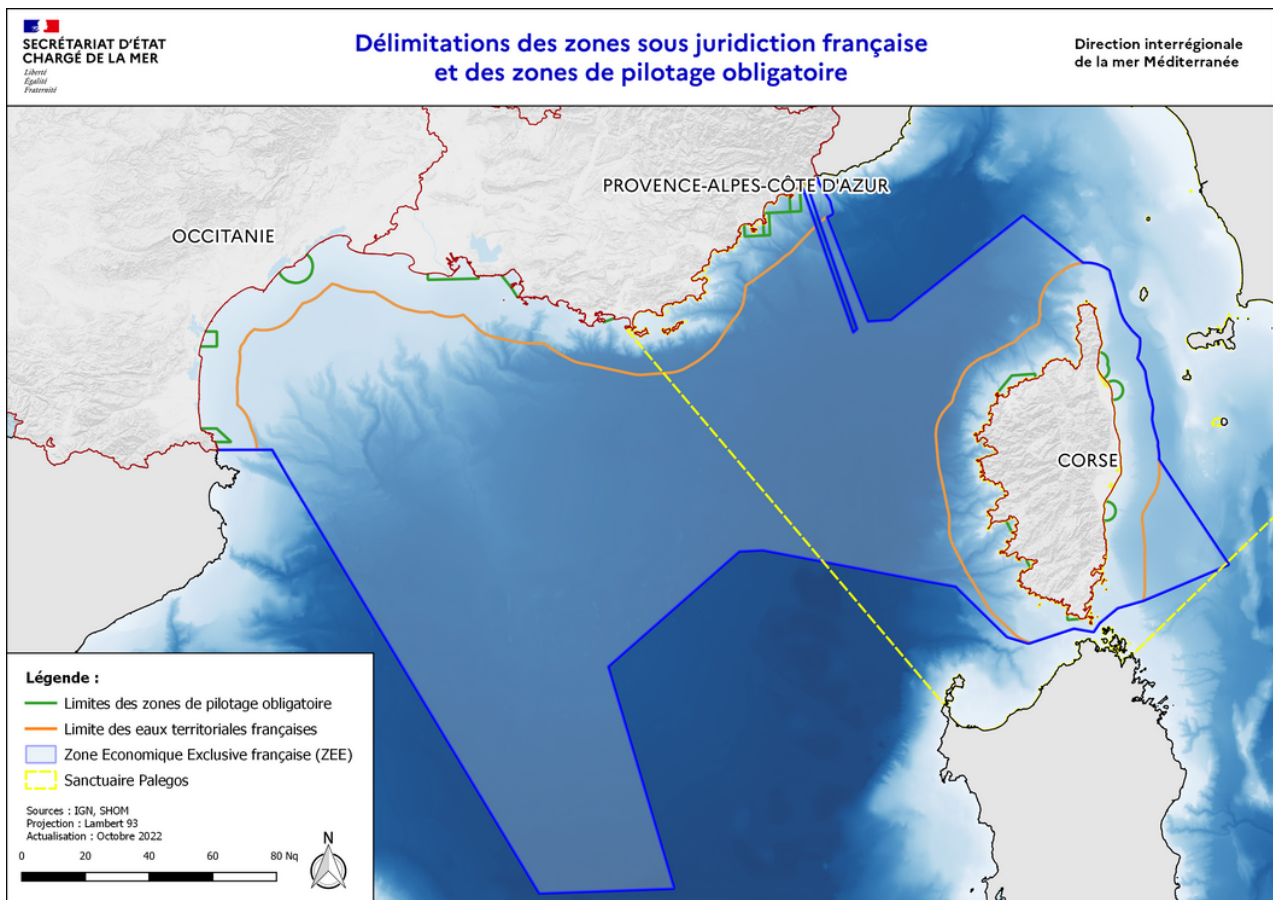 SECRÉTARIAT D'ÉTAT
CHARGÉ DE LA MER
Liberté
Égalité
Fraternité
Délimitations des zones sous juridiction française
et des zones de pilotage obligatoire
Direction interrégionale
de la mer Méditerranée
PROVENCE-ALPES-CÔTE D'AZUR
OCCITANIE
CORSE
Légende :
Limites des zones de pilotage obligatoire
Limite des eaux territoriales françaises
Zone Economique Exclusive française (ZEE)
Sanctuaire Palegos
Sources : IGN, SHOM
Projection : Lambert 93
Actualisation : Octobre 2022
N
0 20 40 60 80 Nq